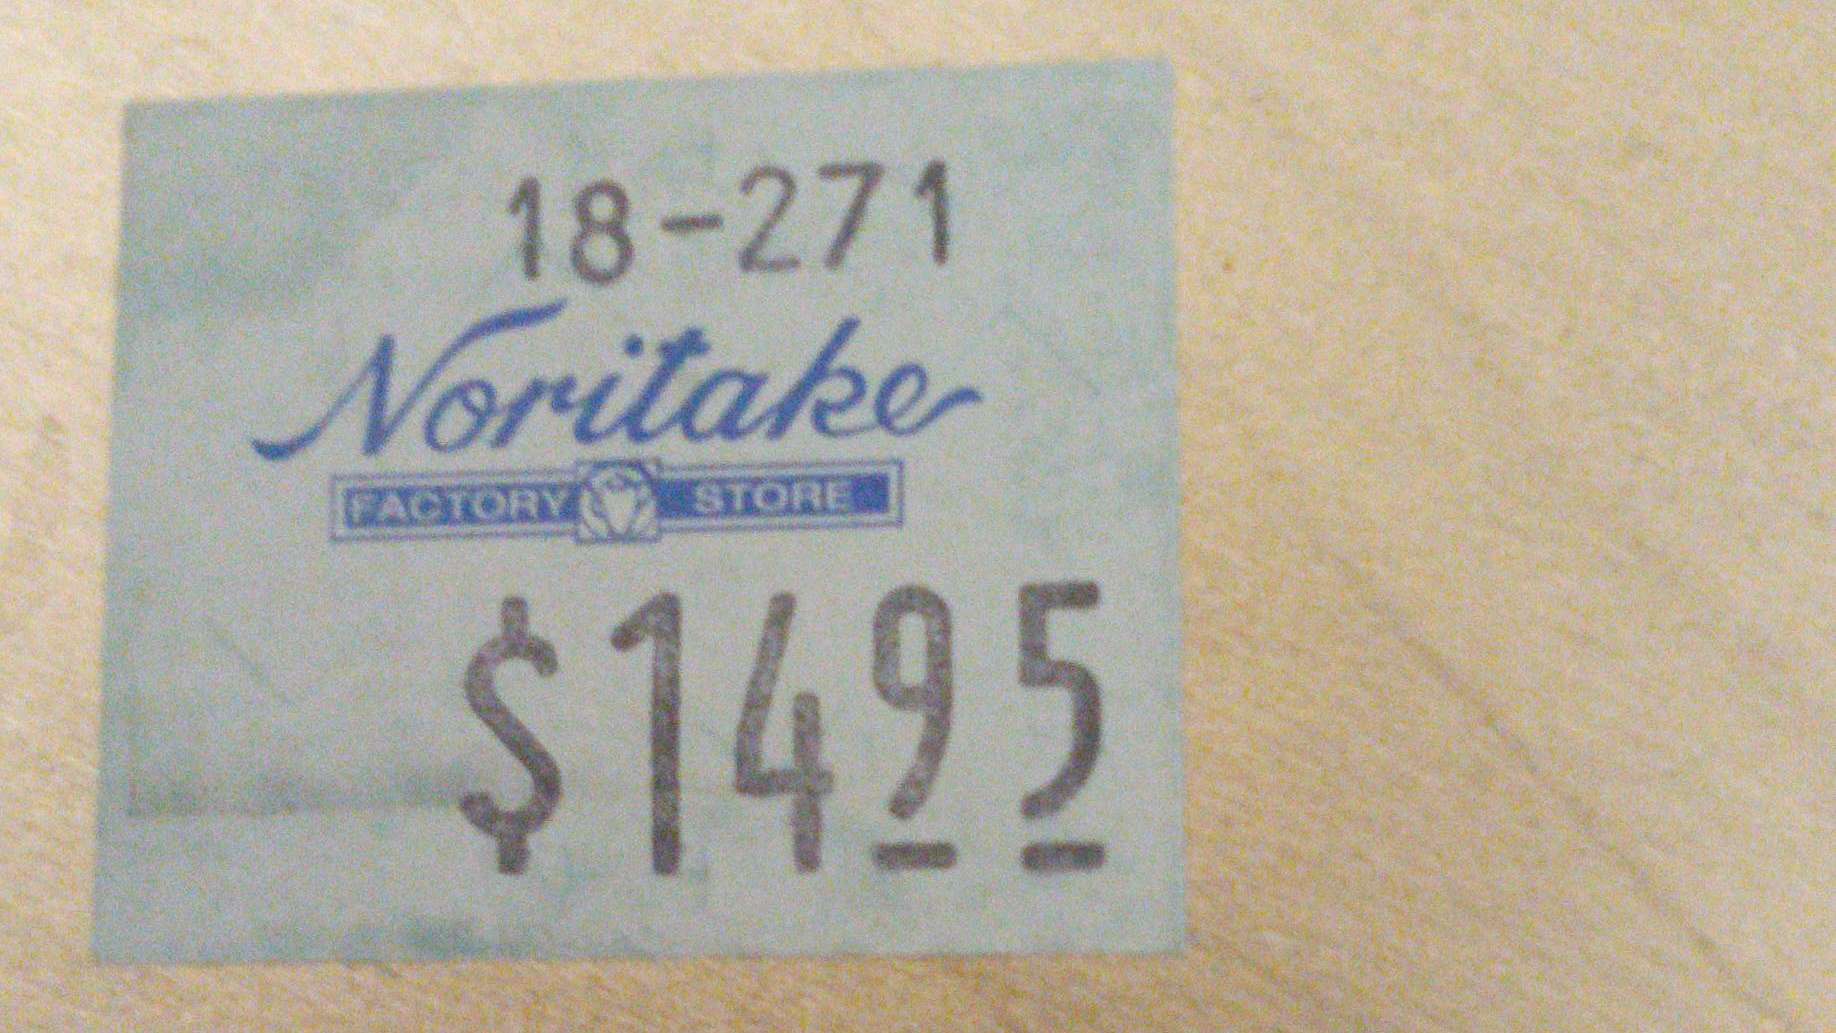 18-271
Noritake
FACTORY STORE
$1495